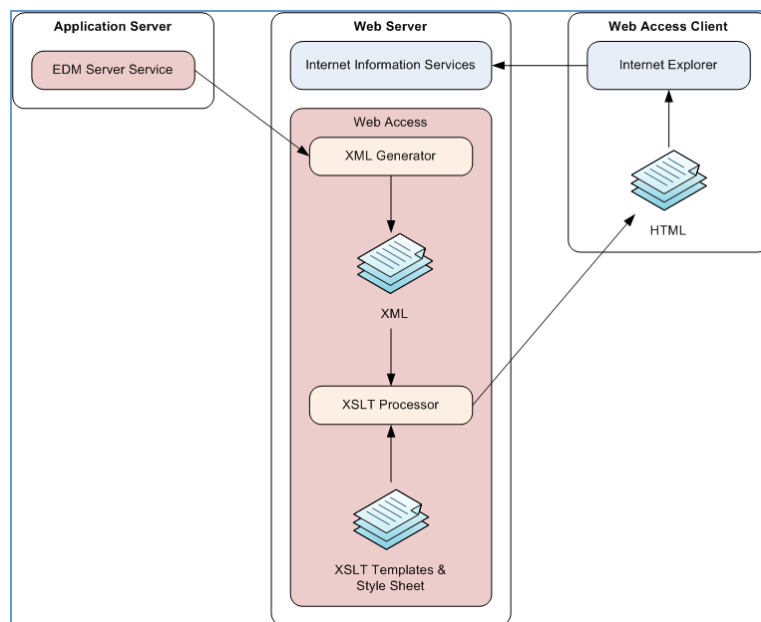 Application Server
EDM Server Service
Web Server
Internet Information Services
Web Access
XML Generator
XML
XSLT Processor
XSLT Templates &
Style Sheet
Web Access Client
Internet Explorer
HTML